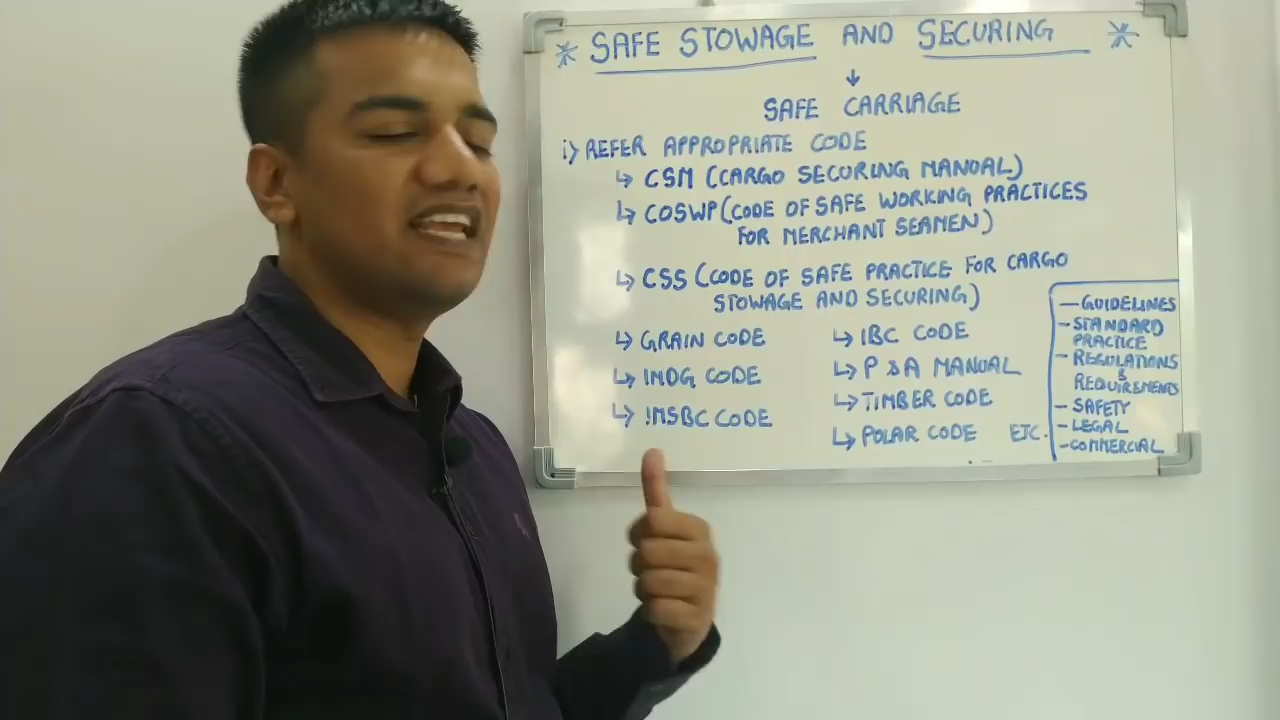 * SAFE STOWAGE AND SECURING *
↓
SAFE CARRIAGE
i> REFER APPROPRIATE CODE
↳ CSM (CARGO SECURING MANUAL)
↳ COSWP (CODE OF SAFE WORKING PRACTICES
FOR MERCHANT SEAMEN)
↳ CSS (CODE OF SAFE PRACTICE FOR CARGO
STOWAGE AND SECURING)
↳ GRAIN CODE
↳ IMDG CODE
↳ IMSBC CODE
↳ IBC CODE
↳ P & A MANUAL
↳ TIMBER CODE
↳ POLAR CODE ETC.
- GUIDELINES
- STANDARD
PRACTICE
- REGULATIONS
&
REQUIREMENTS
- SAFETY
- LEGAL
- COMMERCIAL